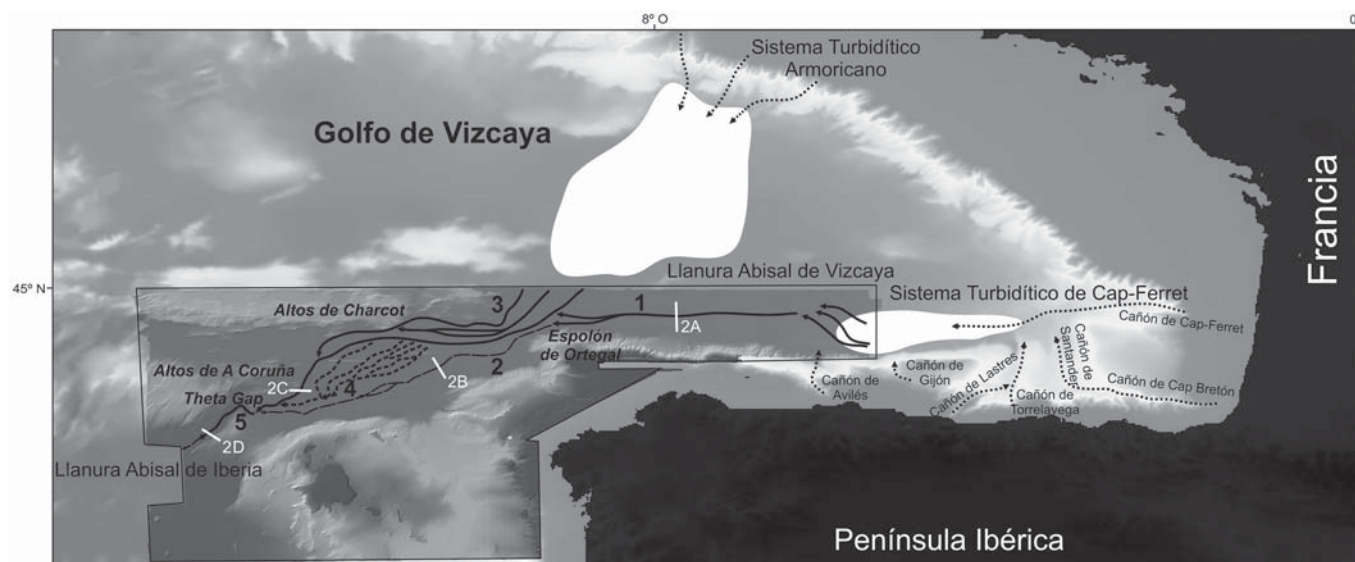 8º O
0
Sistema Turbidítico
Armoricano
Golfo de Vizcaya
Francia
Llanura Abisal de Vizcaya
45º N
Sistema Turbidítico de Cap-Ferret
Altos de Charcot
3
1
2A
Cañón de Cap-Ferret
Espolón
de Ortegal
Cañón de
Santander
Altos de A Coruña
2
2B
Cañón de
Gijón
Cañón de Lastres
Cañón de Cap Bretón
2C
4
Cañón de
Avilés
Theta Gap
Cañón de
Torrelavega
5
2D
Llanura Abisal de Iberia
Península Ibérica